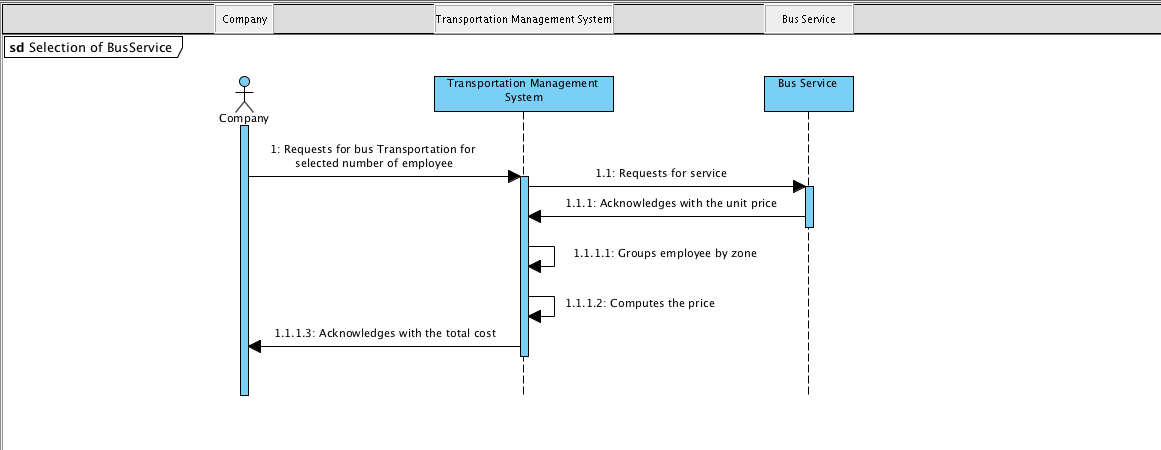 Company
Transportation Management System
Bus Service
sd Selection of BusService
Transportation Management
System
Bus Service
Company
1: Requests for bus Transportation for
selected number of employee
1.1: Requests for service
1.1.1: Acknowledges with the unit price
1.1.1.1: Groups employee by zone
1.1.1.2: Computes the price
1.1.1.3: Acknowledges with the total cost